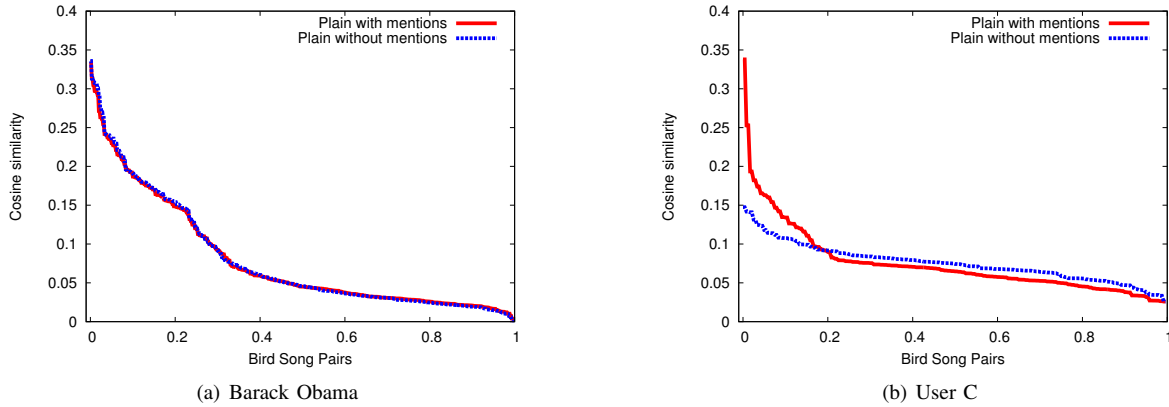 0.4
0.35
0.3
0.25
0.2
0.15
0.1
0.05
0
Cosine similarity
Plain with mentions
Plain without mentions
0 0.2 0.4 0.6 0.8 1
Bird Song Pairs
(a) Barack Obama
0.4
0.35
0.3
0.25
0.2
0.15
0.1
0.05
0
Cosine similarity
Plain with mentions
Plain without mentions
0 0.2 0.4 0.6 0.8 1
Bird Song Pairs
(b) User C